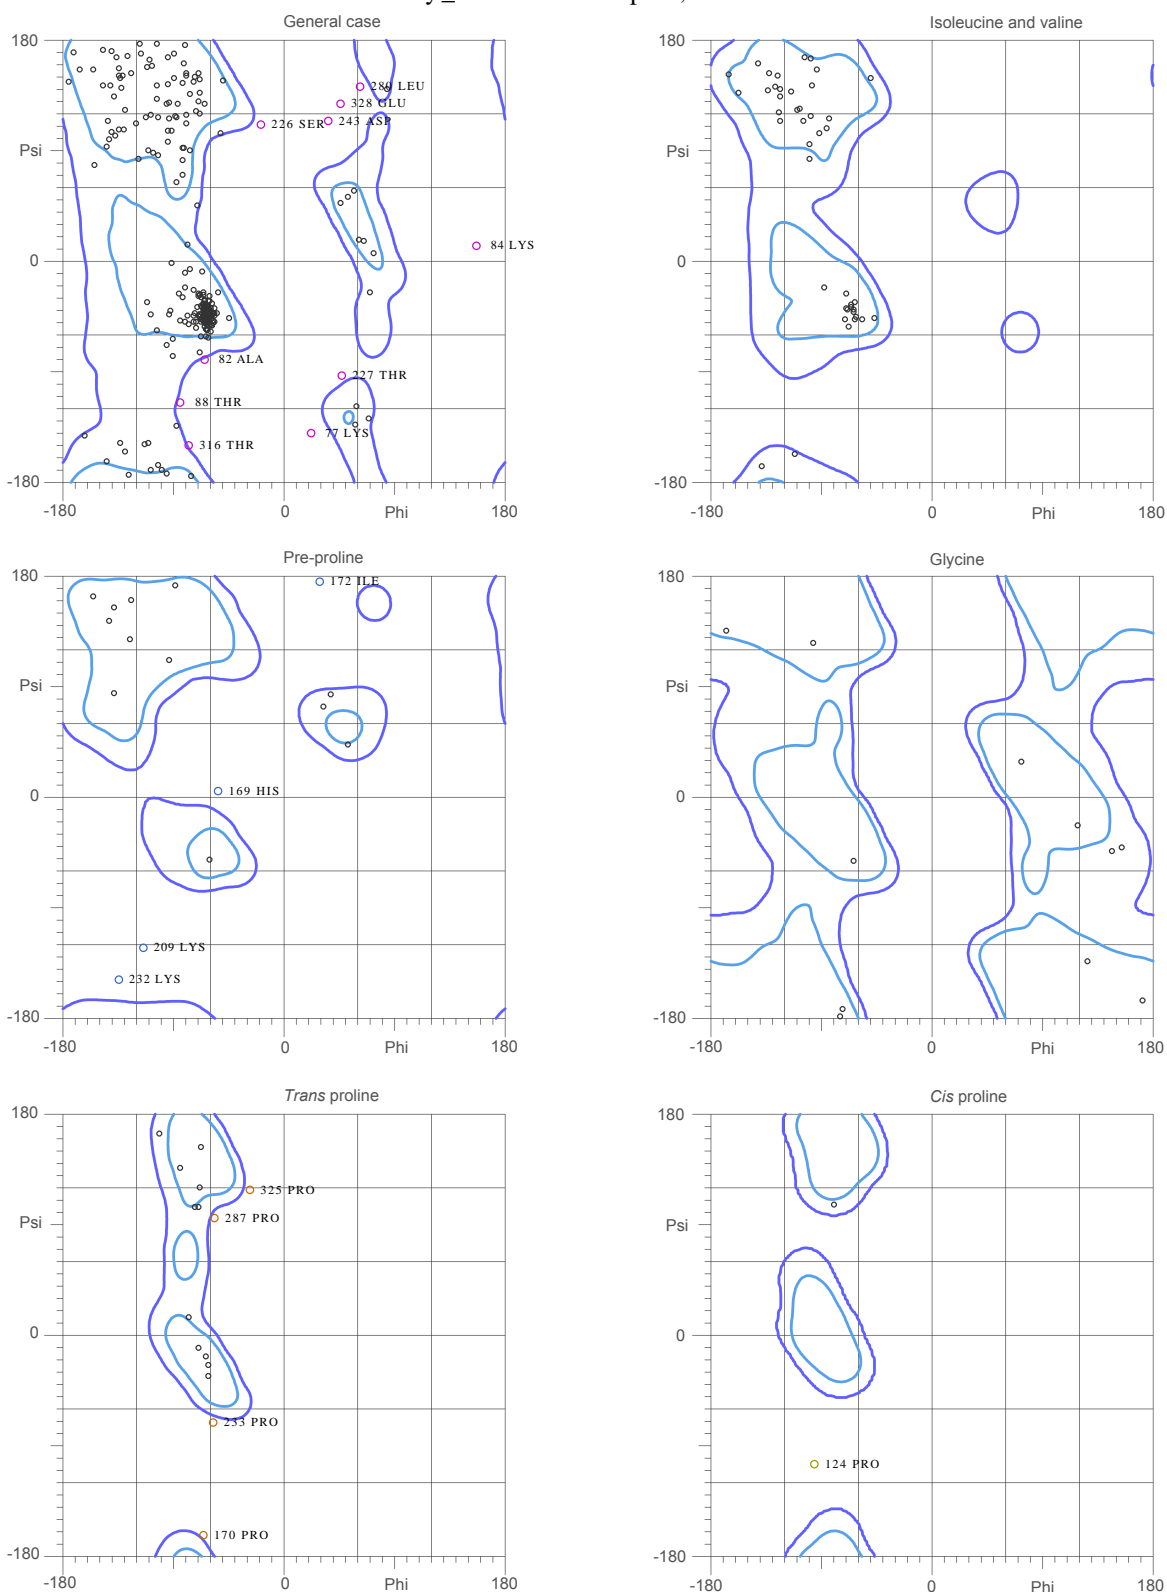 General case
180
Psi
0
-180
-180
0
Phi
180
280 LEU
328 GLU
243 ASP
226 SER
84 LYS
82 ALA
227 THR
88 THR
77 LYS
316 THR
Isoleucine and valine
180
Psi
0
-180
-180
0
Phi
180
Pre-proline
180
Psi
0
-180
-180
0
Phi
180
172 ILE
169 HIS
209 LYS
232 LYS
Glycine
180
Psi
0
-180
-180
0
Phi
180
Trans proline
180
Psi
0
-180
-180
0
Phi
180
325 PRO
287 PRO
233 PRO
170 PRO
Cis proline
180
Psi
0
-180
-180
0
Phi
180
124 PRO